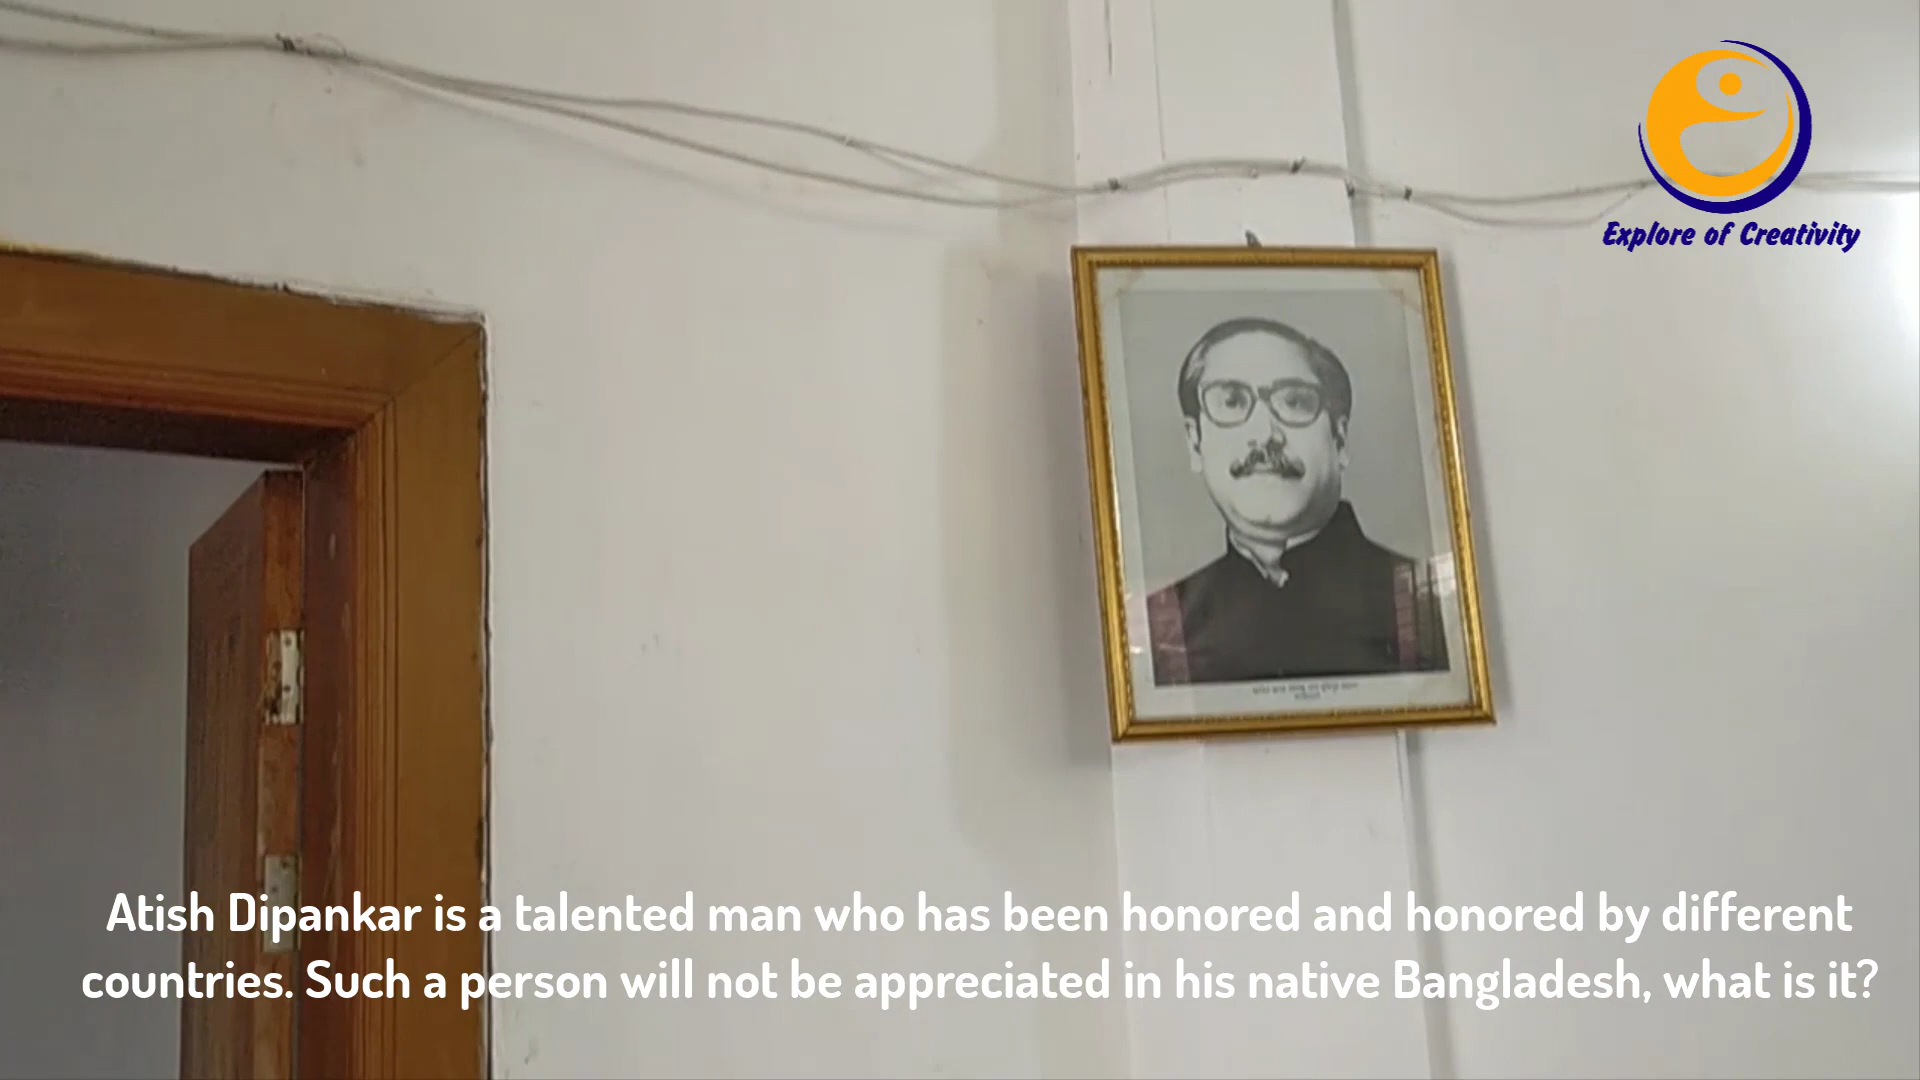 Explore of Creativity
Atish Dipankar is a talented man who has been honored and honored by different
countries. Such a person will not be appreciated in his native Bangladesh, what is it?